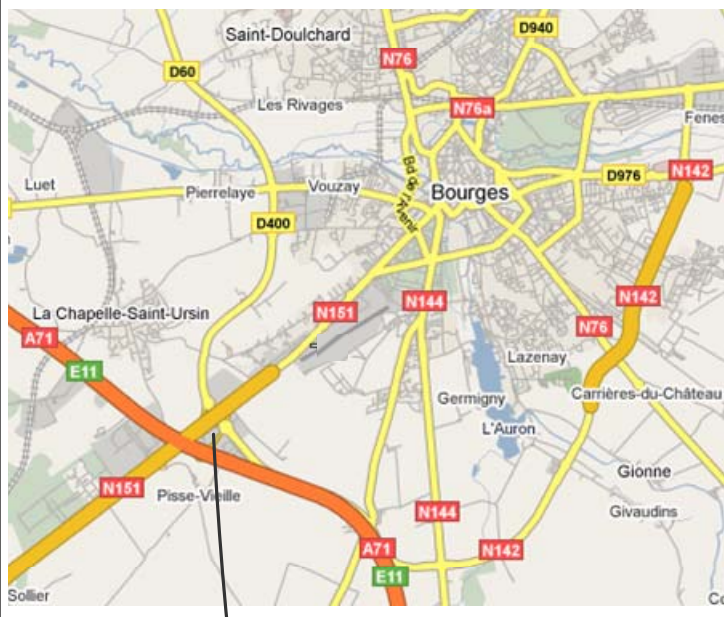 D940
Saint-Doulchard
N76
D60
Les Rivages
N76a
Fenes
Luet
Pierrelaye
Vouzay
Bd de l'Avenir
Bourges
D976
N142
D400
La Chapelle-Saint-Ursin
N151
N144
N142
A71
N76
E11
Lazenay
Germigny
Carrières-du-Château
L'Auron
Gionne
N151
Pisse-Vieille
Givaudins
N144
A71
N142
E11
Sollier
Co